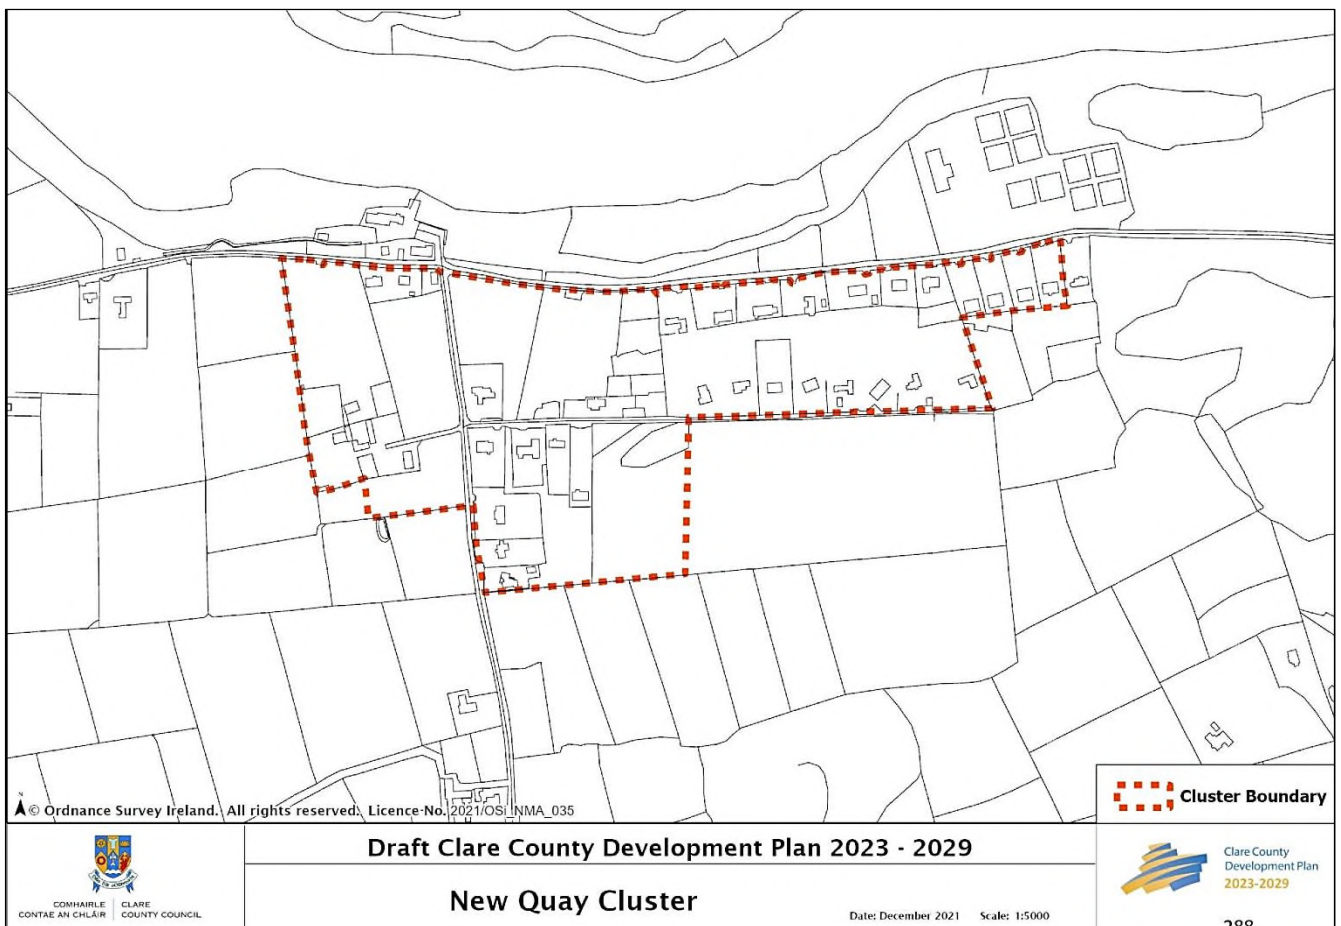 N
© Ordnance Survey Ireland. All rights reserved. Licence No. 2021/OSi_NMA_035
Cluster Boundary
COMHAIRLE
CONTAE AN CHLÁIR
CLARE
COUNTY COUNCIL
Draft Clare County Development Plan 2023 - 2029
New Quay Cluster
Date: December 2021 Scale: 1:5000
Clare County
Development Plan
2023-2029
288